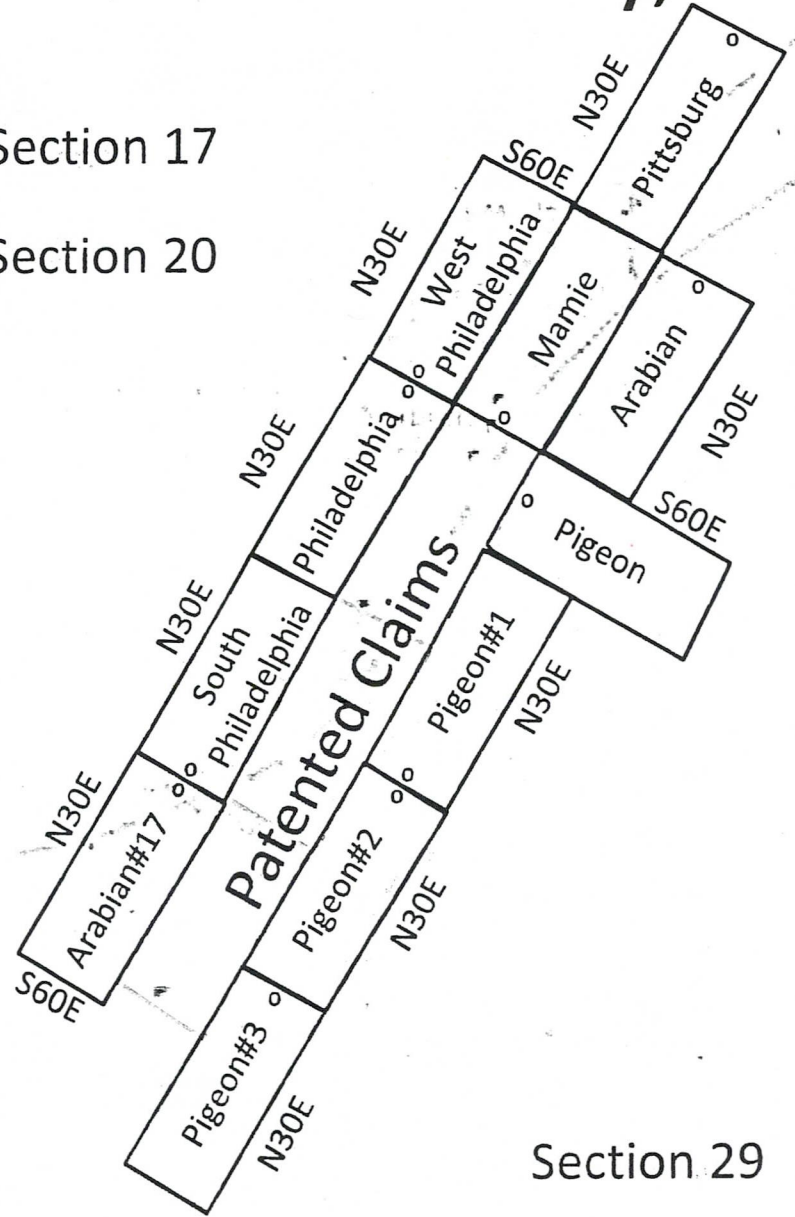 N30E
Pittsburg
Section 17
S60E
Section 20
N30E
West
Philadelphia
Mamie
Arabian
N30E
N30E
Philadelphia
S60E
Pigeon
Patented Claims
N30E
South
Philadelphia
Pigeon#1
N30E
N30E
Arabian#17
Pigeon#2
N30E
S60E
Pigeon#3
N30E
Section 29